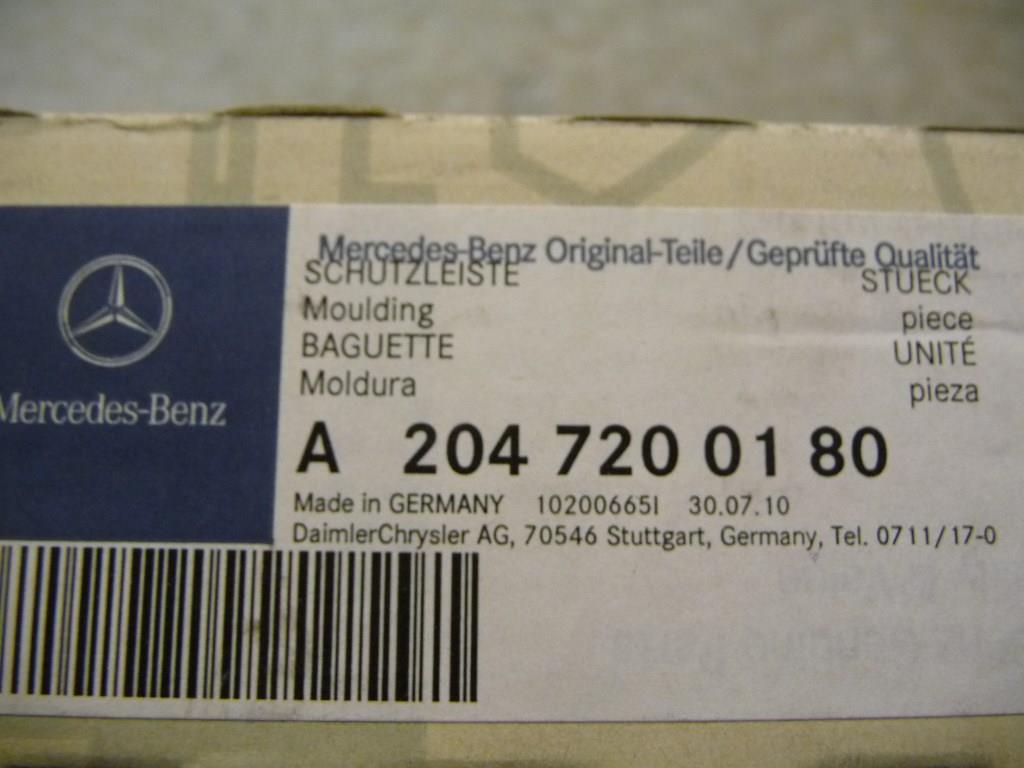 Mercedes-Benz Original-Teile/Geprüfte Qualität
SCHUTZLEISTE STUECK
Moulding piece
BAGUETTE UNITÉ
Moldura pieza
Mercedes-Benz
A 204 720 01 80
Made in GERMANY 10200665I 30.07.10
DaimlerChrysler AG, 70546 Stuttgart, Germany, Tel. 0711/17-0